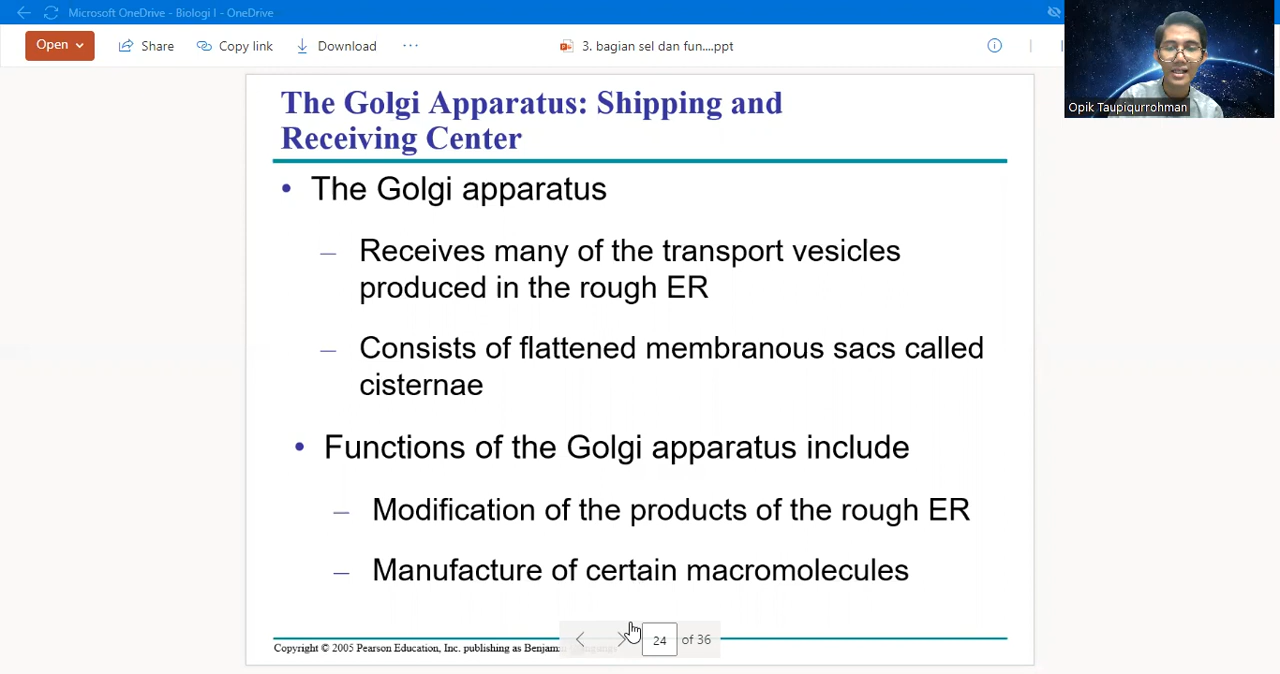 Microsoft OneDrive - Biologi I - OneDrive
Open
Share
Copy link
Download
3. bagian sel dan fun....ppt
Opik Taupiqurrohman
The Golgi Apparatus: Shipping and
Receiving Center
• The Golgi apparatus
– Receives many of the transport vesicles
produced in the rough ER
– Consists of flattened membranous sacs called
cisternae
• Functions of the Golgi apparatus include
– Modification of the products of the rough ER
– Manufacture of certain macromolecules
24 of 36
Copyright © 2005 Pearson Education, Inc. publishing as